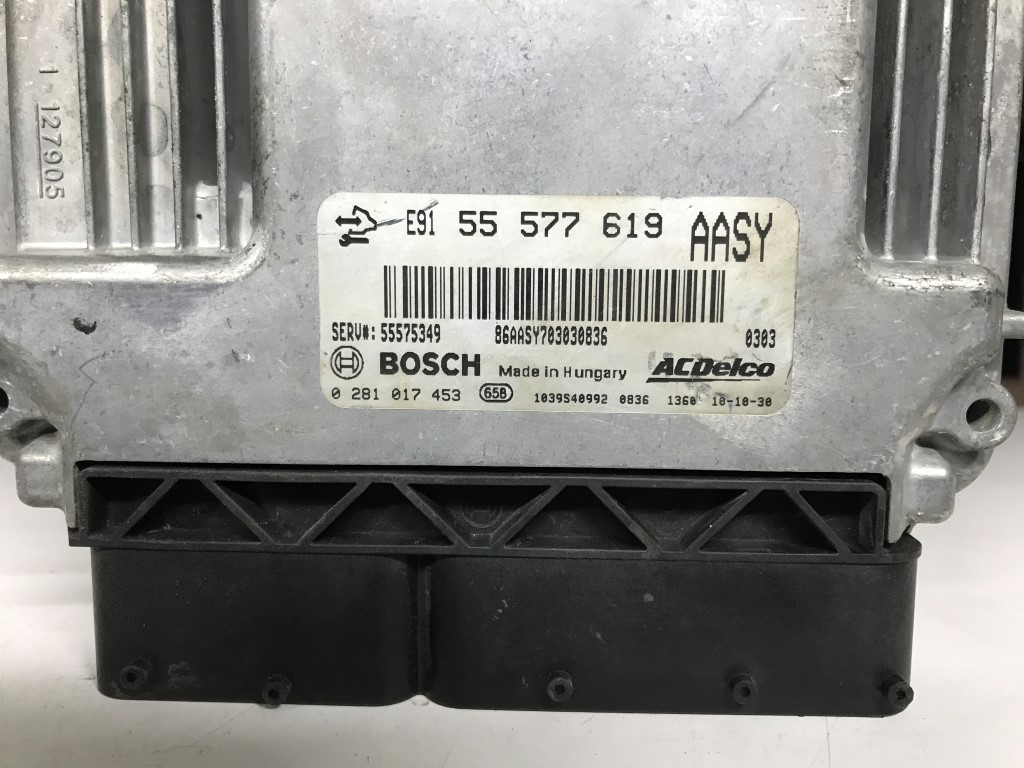 1-127905
E91 55 577 619 AASY
SERV#: 55575349 86AASY703030836 0303
BOSCH Made in Hungary ACDelco
0 281 017 453 65B 1039S40992 0836 1360 10-10-30